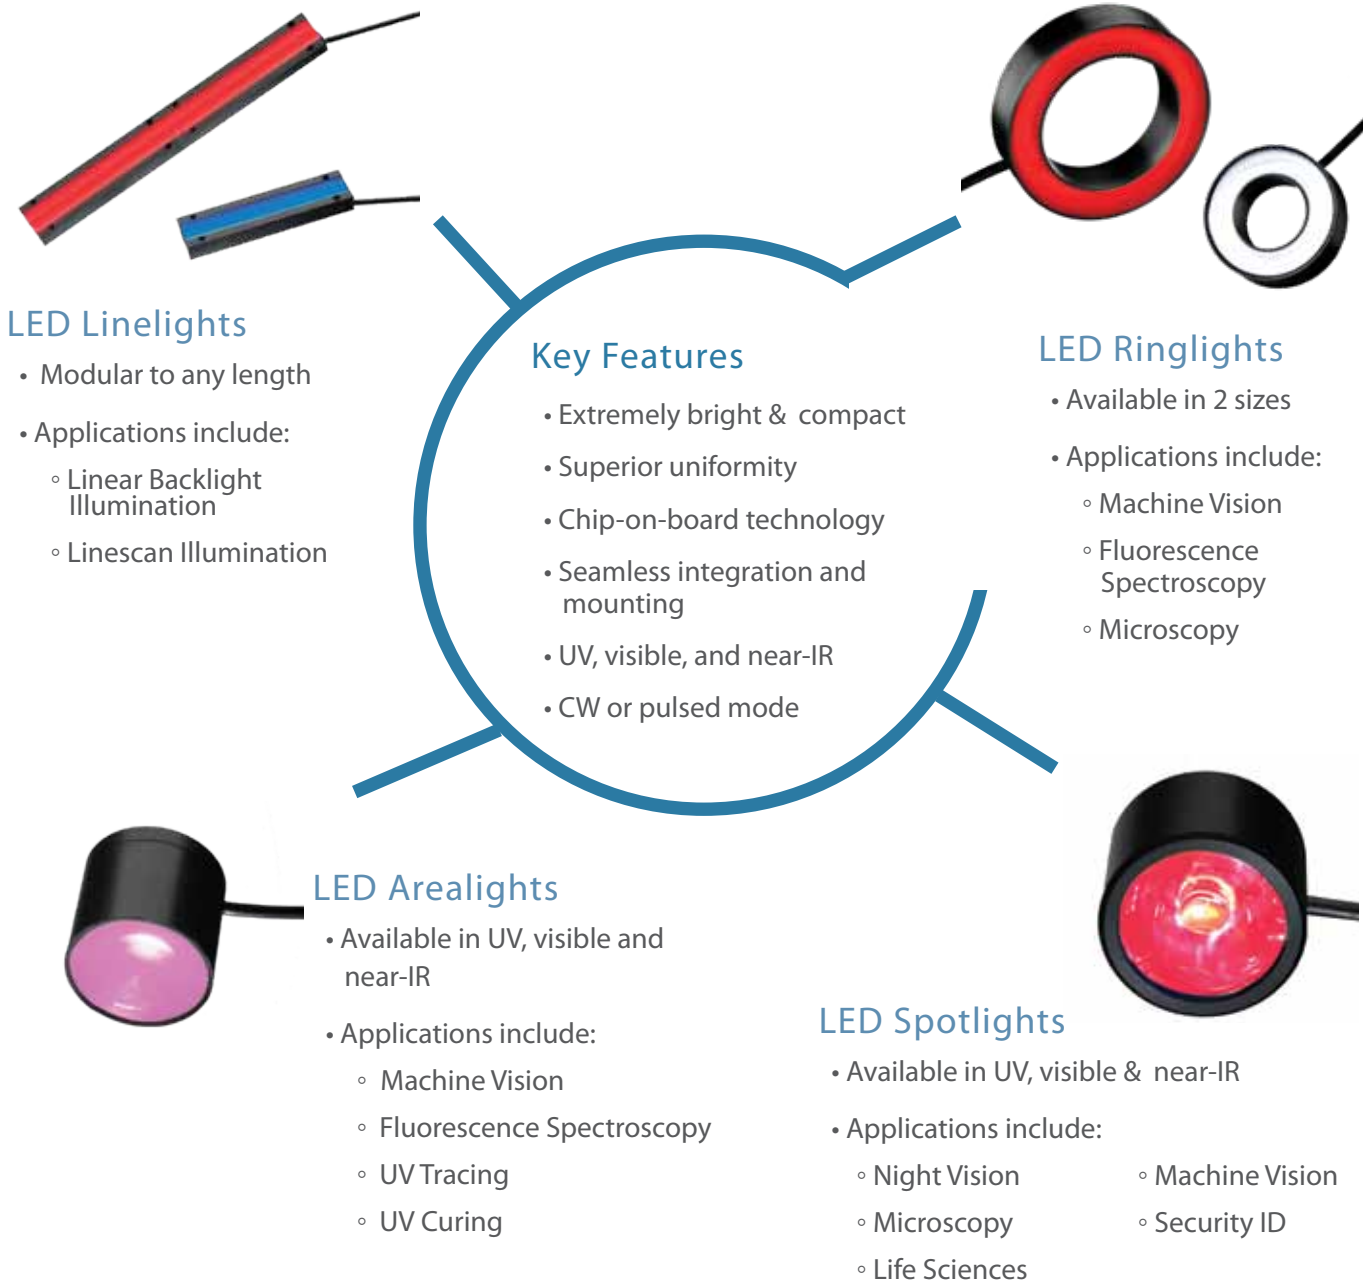 LED Linelights
• Modular to any length
• Applications include:
◦ Linear Backlight
Illumination
◦ Linescan Illumination
Key Features
• Extremely bright & compact
• Superior uniformity
• Chip-on-board technology
• Seamless integration and
mounting
• UV, visible, and near-IR
• CW or pulsed mode
LED Ringlights
• Available in 2 sizes
• Applications include:
◦ Machine Vision
◦ Fluorescence
Spectroscopy
◦ Microscopy
LED Arealights
• Available in UV, visible and
near-IR
• Applications include:
◦ Machine Vision
◦ Fluorescence Spectroscopy
◦ UV Tracing
◦ UV Curing
LED Spotlights
• Available in UV, visible & near-IR
• Applications include:
◦ Night Vision
◦ Microscopy
◦ Life Sciences
◦ Machine Vision
◦ Security ID